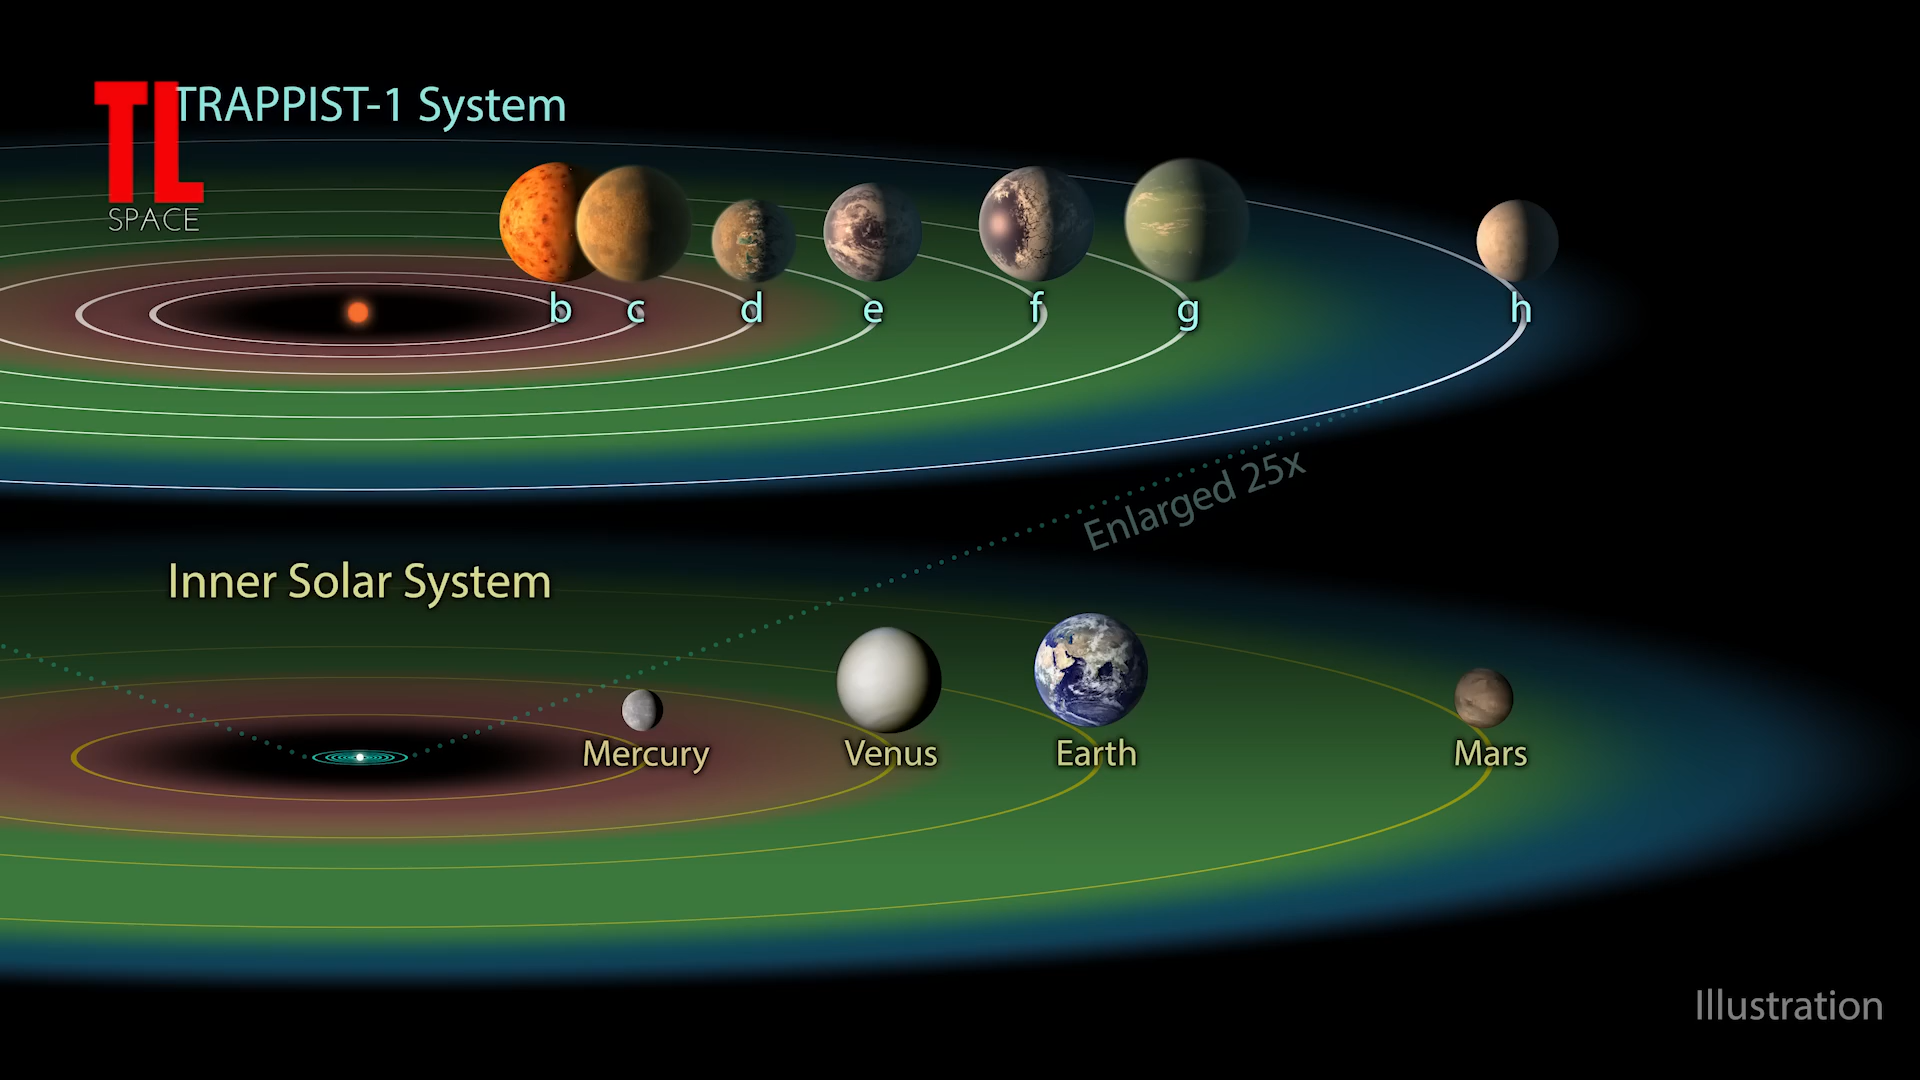 TL
SPACE
TRAPPIST-1 System
b c d e f g h
Enlarged 25x
Inner Solar System
Mercury Venus Earth Mars
Illustration